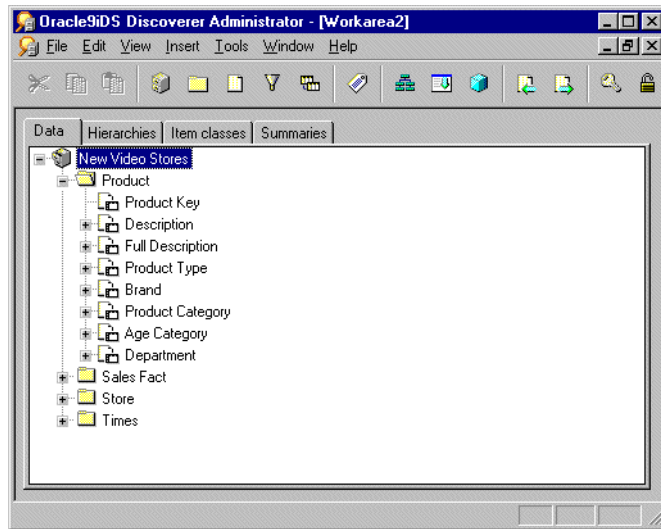 Oracle9iDS Discoverer Administrator - [Workarea2]
File Edit View Insert Tools Window Help
Data Hierarchies Item classes Summaries
New Video Stores
Product
Product Key
Description
Full Description
Product Type
Brand
Product Category
Age Category
Department
Sales Fact
Store
Times